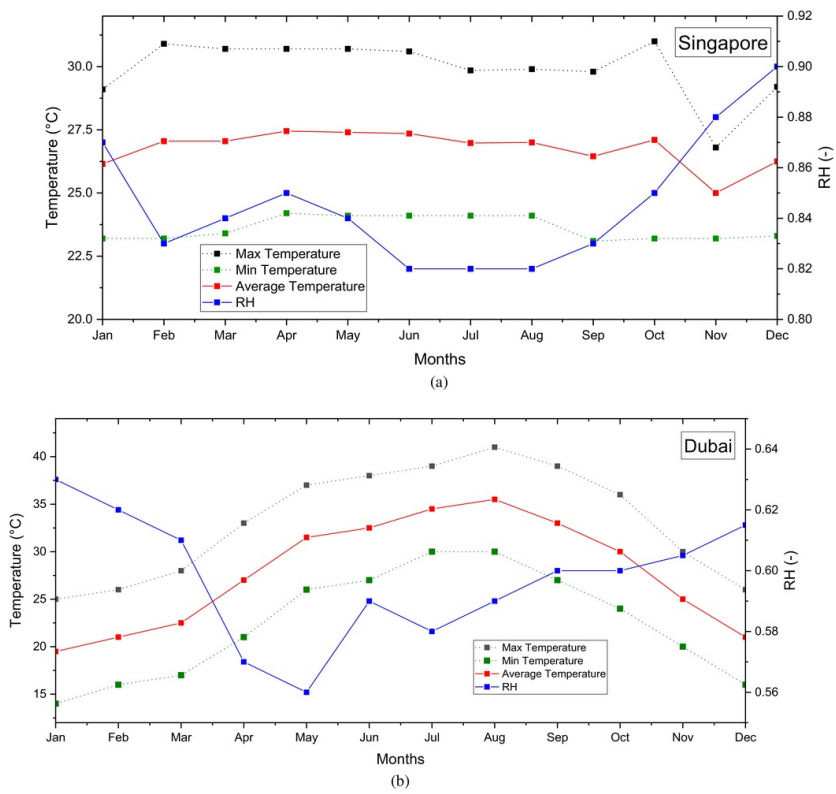 Singapore
30.0
27.5
25.0
22.5
20.0
Temperature (°C)
0.92
0.90
0.88
0.86
0.84
0.82
0.80
RH (-)
Max Temperature
Min Temperature
Average Temperature
RH
Jan Feb Mar Apr May Jun Jul Aug Sep Oct Nov Dec
Months
(a)
Dubai
40
35
30
25
20
15
Temperature (°C)
0.64
0.62
0.60
0.58
0.56
RH (-)
Max Temperature
Min Temperature
Average Temperature
RH
Jan Feb Mar Apr May Jun Jul Aug Sep Oct Nov Dec
Months
(b)